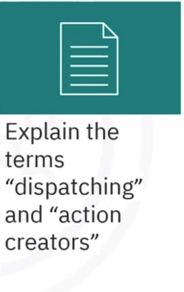 Explain the
terms
“dispatching”
and “action
creators”